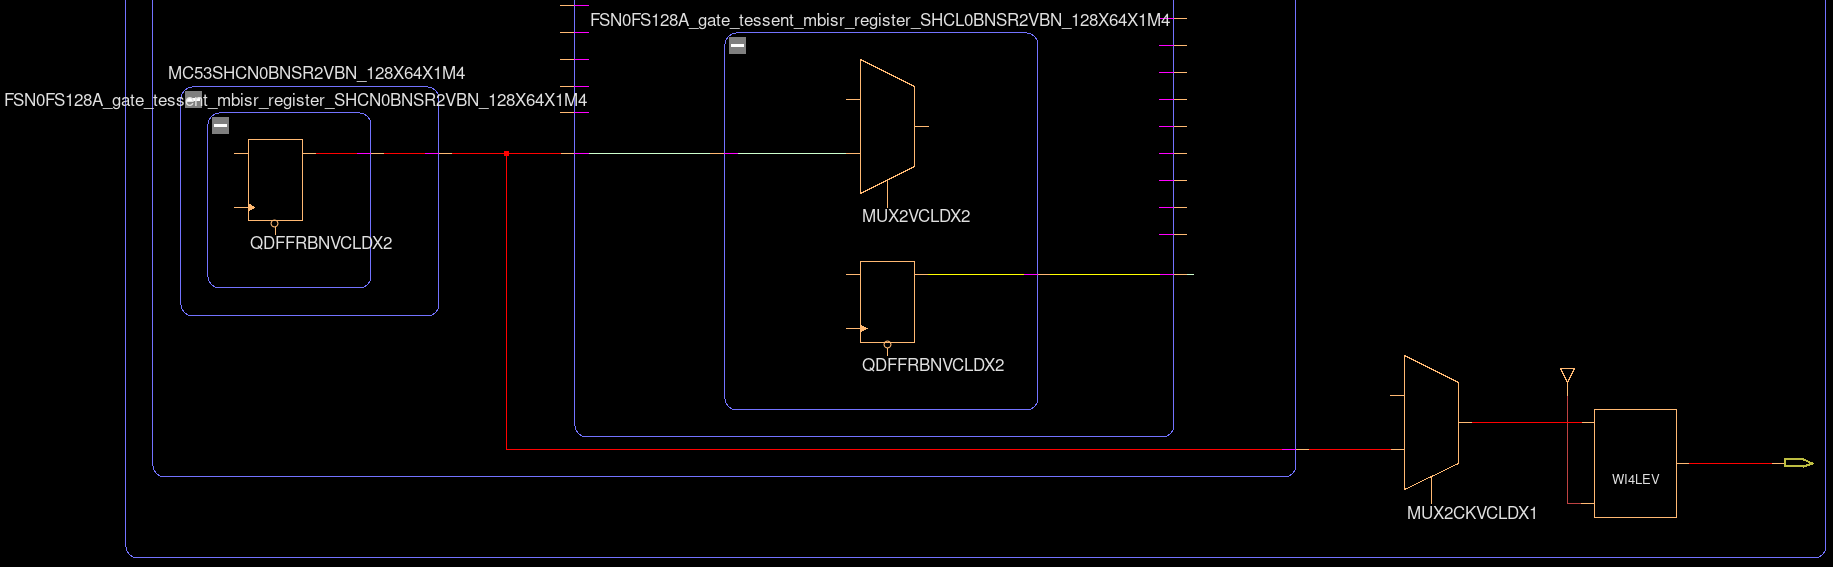 FSN0FS128A_gate_tessent_mbisr_register_SHCL0BNSR2VBN_128X64X1M4
MC53SHCN0BNSR2VBN_128X64X1M4
FSN0FS128A_gate_tessent_mbisr_register_SHCN0BNSR2VBN_128X64X1M4
MUX2VCLDX2
QDFFRBNVCLDX2
QDFFRBNVCLDX2
WI4LEV
MUX2CKVCLDX1